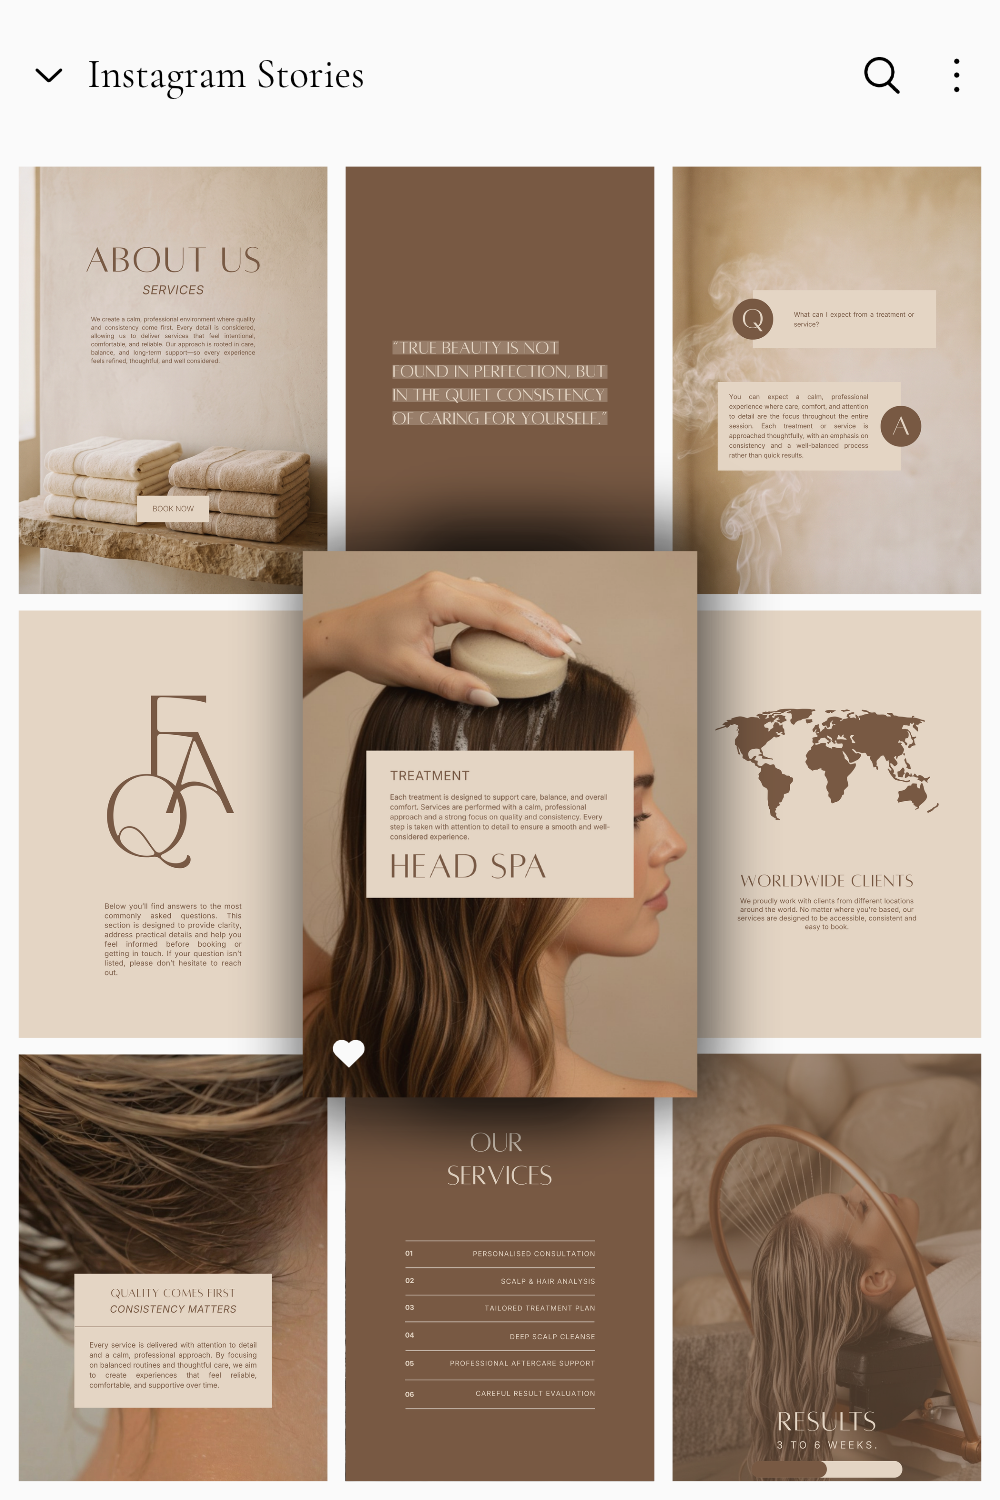 Instagram Stories
ABOUT US
SERVICES
We create a calm, professional environment where quality
and consistency come first. Every detail is considered,
allowing us to deliver services that feel intentional,
comfortable, and reliable. Our approach is rooted in care,
balance, and long-term support—so every experience
feels refined, thoughtful, and well considered.
BOOK NOW
"TRUE BEAUTY IS NOT
FOUND IN PERFECTION, BUT
IN THE QUIET CONSISTENCY
OF CARING FOR YOURSELF."
Q
What can I expect from a treatment or
service?
You can expect a calm, professional
experience where care, comfort, and attention
to detail are the focus throughout the entire
session. Each treatment or service is
approached thoughtfully, with an emphasis on
consistency and a well-balanced process
rather than quick results.
A
F
A
Q
Below you'll find answers to the most
commonly asked questions. This
section is designed to provide clarity,
address practical details and help you
feel informed before booking or
getting in touch. If your question isn't
listed, please don't hesitate to reach
out.
TREATMENT
Each treatment is designed to support care, balance, and overall
comfort. Services are performed with a calm, professional
approach and a strong focus on quality and consistency. Every
step is taken with attention to detail to ensure a smooth and well-
considered experience.
HEAD SPA
WORLDWIDE CLIENTS
We proudly work with clients from different locations
around the world. No matter where you're based, our
services are designed to be accessible, consistent and
easy to book.
QUALITY COMES FIRST
CONSISTENCY MATTERS
Every service is delivered with attention to detail
and a calm, professional approach. By focusing
on balanced routines and thoughtful care, we aim
to create experiences that feel reliable,
comfortable, and supportive over time.
OUR
SERVICES
01 PERSONALISED CONSULTATION
02 SCALP & HAIR ANALYSIS
03 TAILORED TREATMENT PLAN
04 DEEP SCALP CLEANSE
05 PROFESSIONAL AFTERCARE SUPPORT
06 CAREFUL RESULT EVALUATION
RESULTS
3 TO 6 WEEKS.